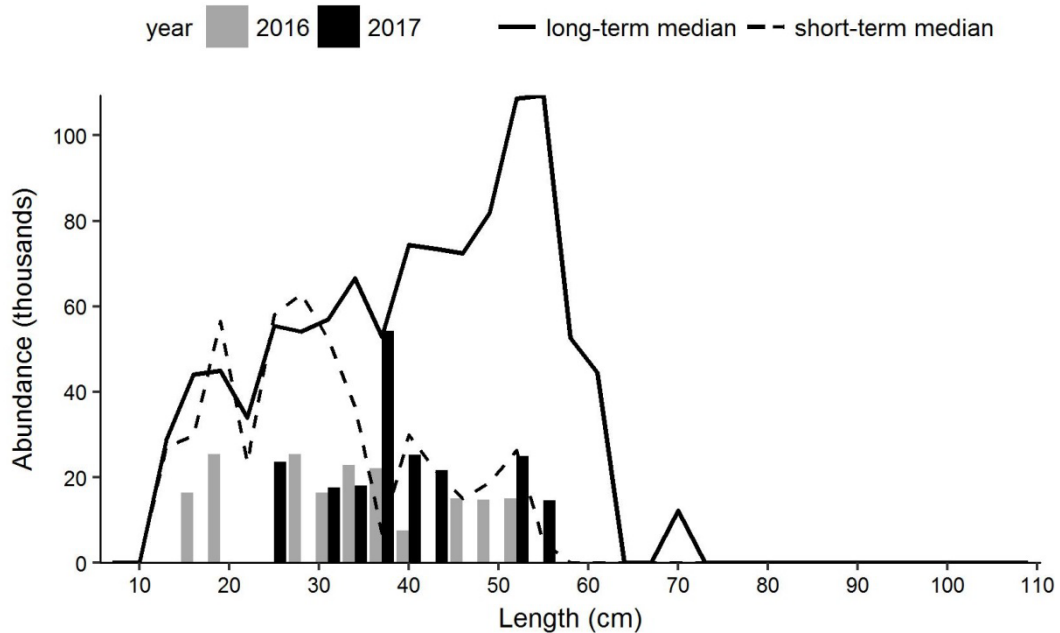 year 2016 2017 long-term median short-term median
100
80
60
40
20
0
Abundance (thousands)
10 20 30 40 50 60 70 80 90 100 110
Length (cm)